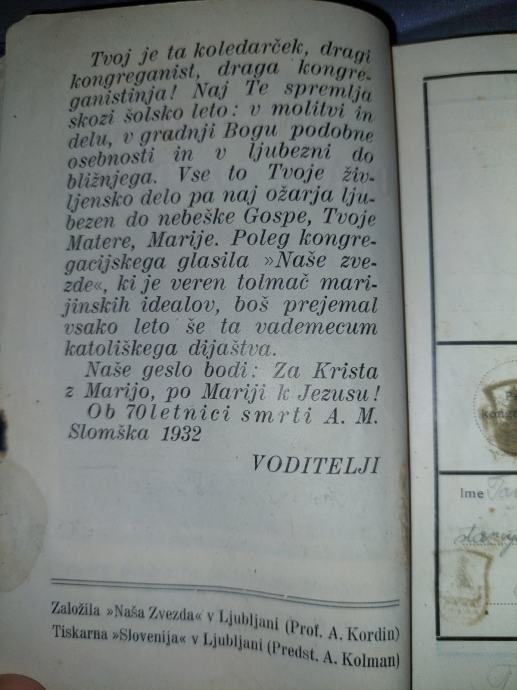 Tvoj je ta koledarček, dragi
kongreganist, draga kongre-
ganistinja! Naj Te spremlja
skozi šolsko leto: v molitvi in
delu, v gradnji Bogu podobne
osebnosti in v ljubezni do
bližnjega. Vse to Tvoje živ-
ljensko delo pa naj ožarja lju-
bezen do nebeške Gospe, Tvoje
Matere, Marije. Poleg kongre-
gacijskega glasila »Naše zve-
zde«, ki je veren tolmač mari-
jinskih idealov, boš prejemal
vsako leto še ta vademecum
katoliškega dijaštva.
Naše geslo bodi: Za Krista
z Marijo, po Mariji k Jezusu!
Ob 70letnici smrti A. M.
Slomška 1932
VODITELJI
Založila »Naša Zvezda« v Ljubljani (Prof. A. Kordin)
Tiskarna »Slovenija« v Ljubljani (Predst. A. Kolman)
Ime